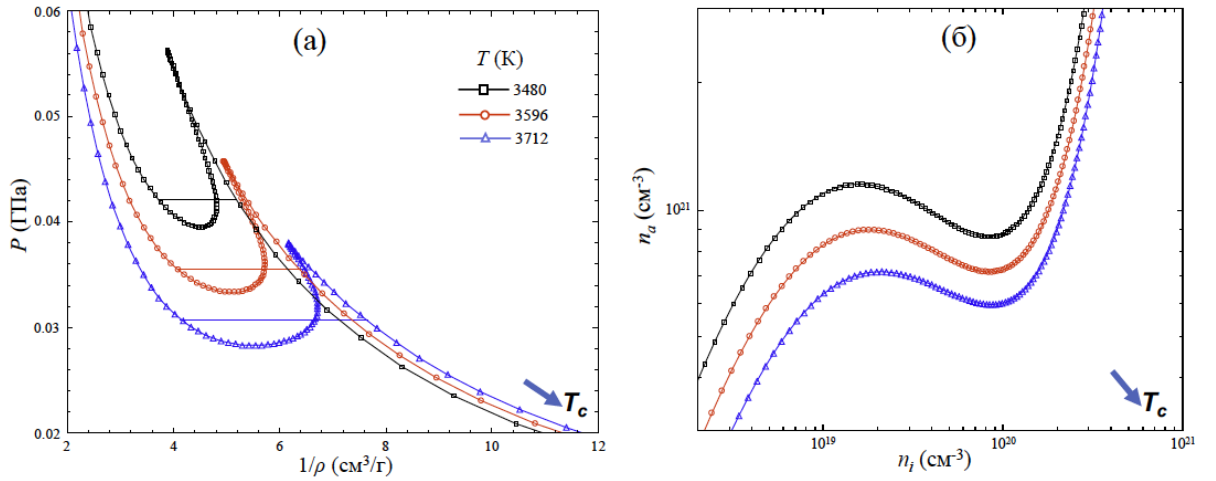 0.06
0.05
0.04
0.03
0.02
P (ГПа)
(а)
T (К)
3480
3596
3712
T_c
2
4
6
8
10
12
1/ρ (см³/г)
(б)
10²¹
n_a (см⁻³)
T_c
10¹⁹
10²⁰
10²¹
n_i (см⁻³)